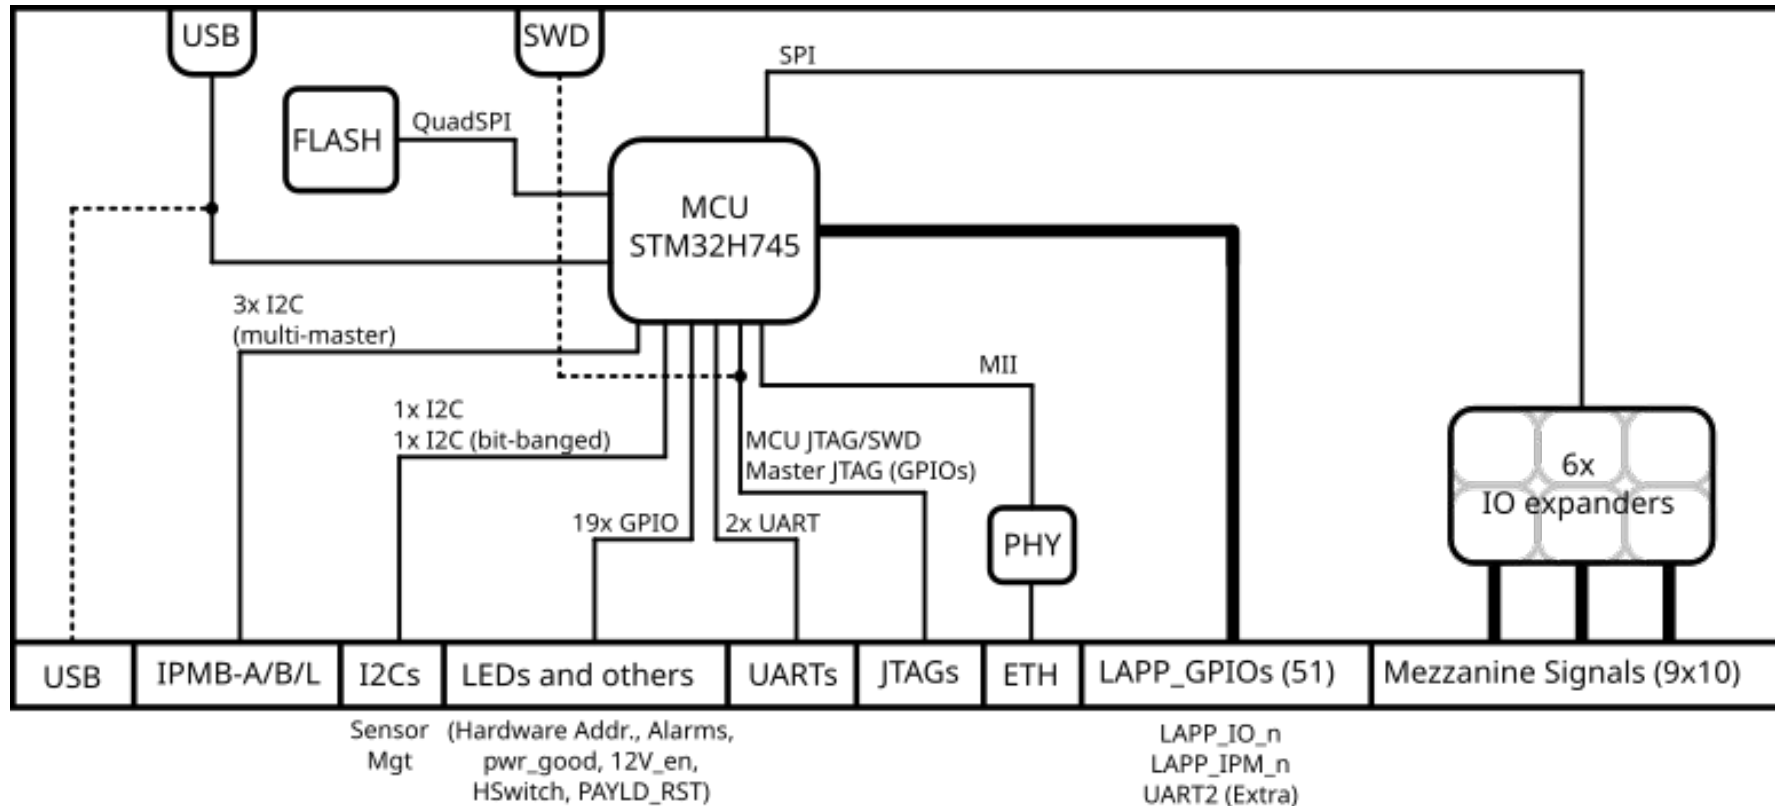 USB
SWD
SPI
FLASH
QuadSPI
MCU
STM32H745
3x I2C
(multi-master)
MII
1x I2C
1x I2C (bit-banged)
MCU JTAG/SWD
Master JTAG (GPIOs)
6x
IO expanders
19x GPIO
2x UART
PHY
USB
IPMB-A/B/L
I2Cs
LEDs and others
UARTs
JTAGs
ETH
LAPP_GPIOs (51)
Mezzanine Signals (9x10)
Sensor
Mgt
(Hardware Addr., Alarms,
pwr_good, 12V_en,
HSwitch, PAYLD_RST)
LAPP_IO_n
LAPP_IPM_n
UART2 (Extra)